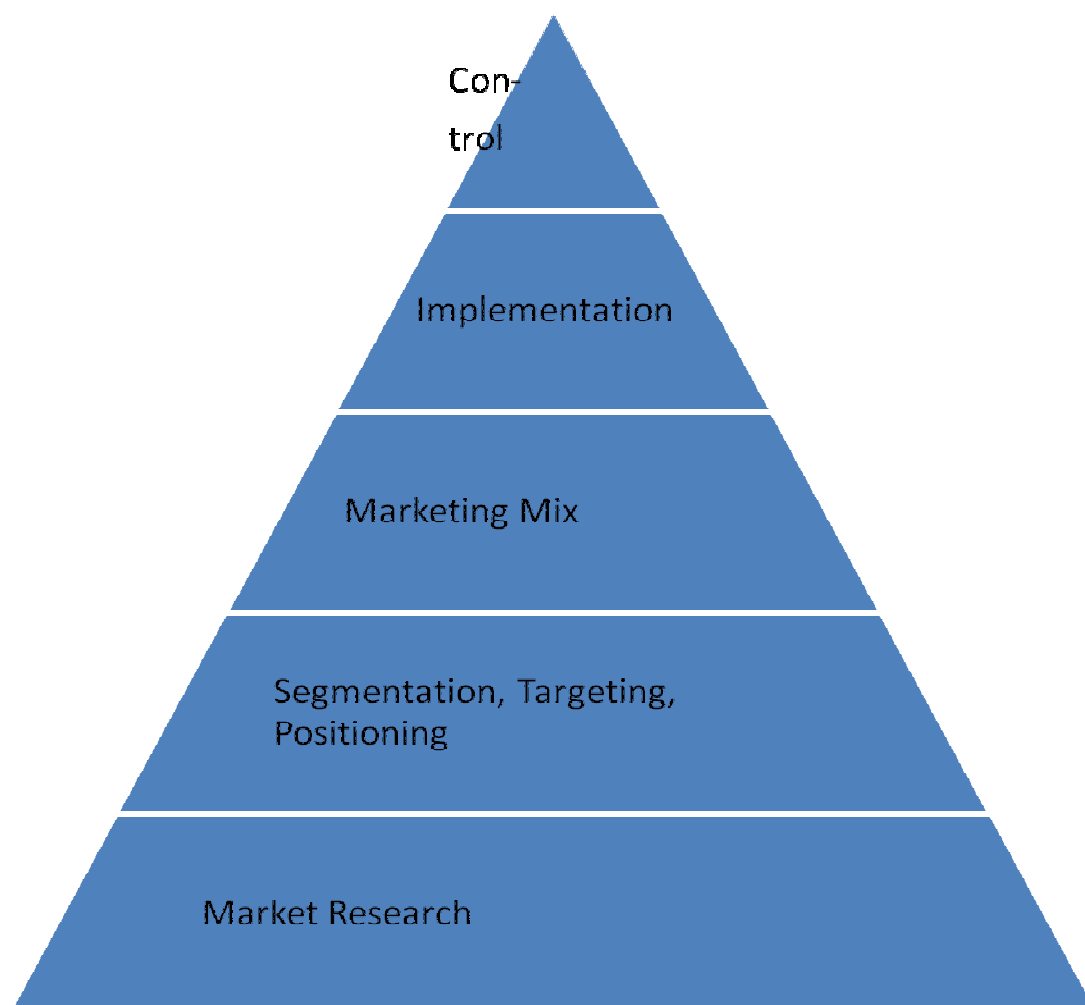 Con-
trol
Implementation
Marketing Mix
Segmentation, Targeting,
Positioning
Market Research